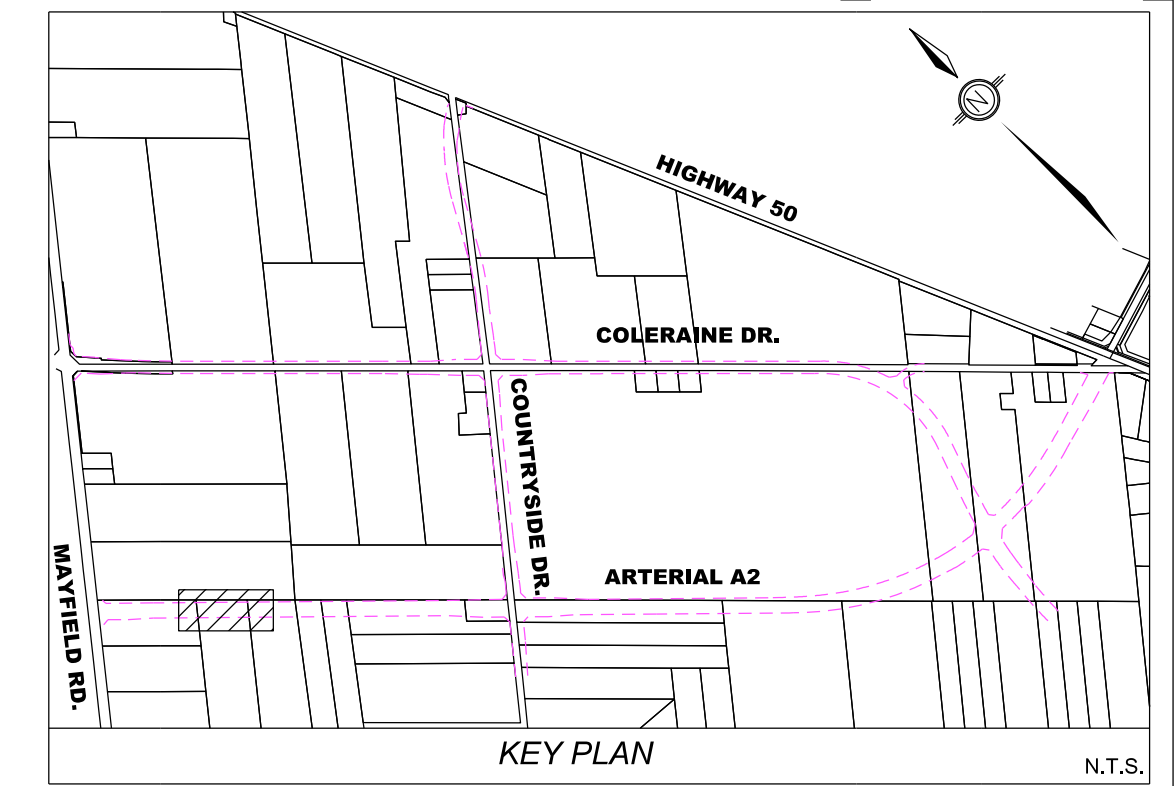 N
HIGHWAY 50
COLERAINE DR.
COUNTRYSIDE DR.
MAYFIELD RD.
ARTERIAL A2
KEY PLAN
N.T.S.